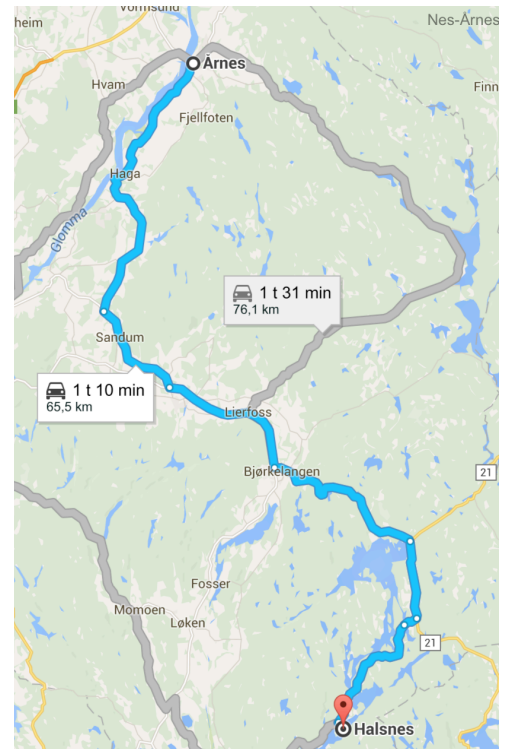 Vormsund
heim
Nes-Årnes
Årnes
Hvam
Finn
Fjellfoten
Haga
Glomma
1 t 31 min
76,1 km
Sandum
1 t 10 min
65,5 km
Lierfoss
Bjørkelangen
21
Fosser
Momoen
Løken
21
Halsnes